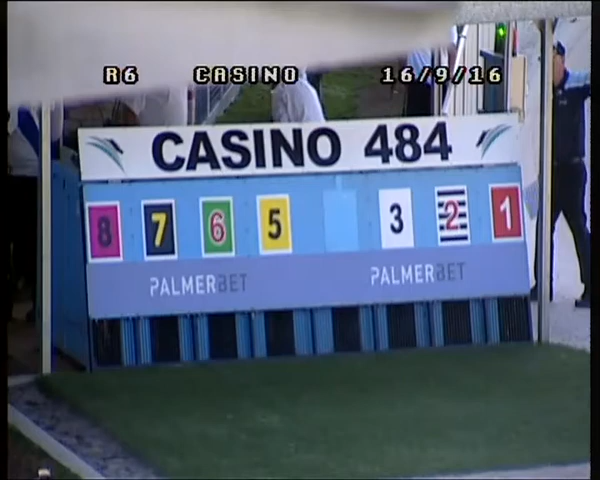 R6 CASINO 16/9/16
CASINO 484
8 7 6 5 3 2 1
PALMERBET PALMERBET